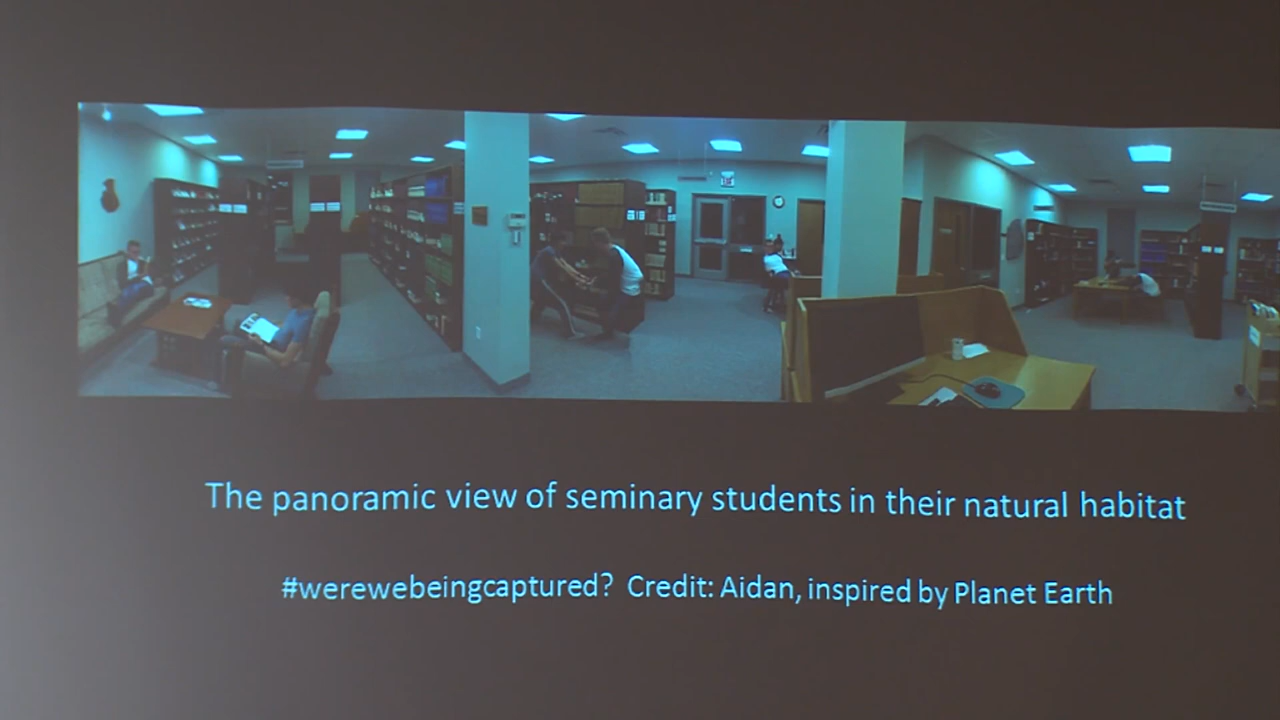 The panoramic view of seminary students in their natural habitat
#werewebeingcaptured? Credit: Aidan, inspired by Planet Earth